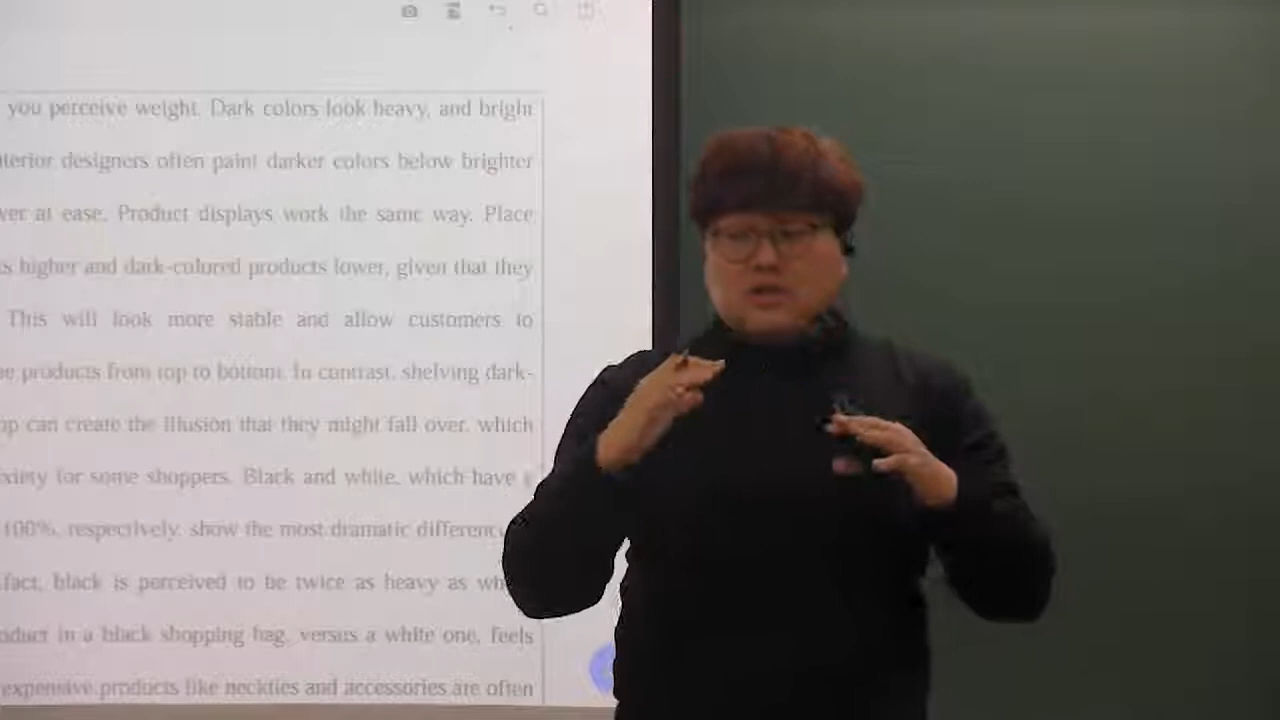 you perceive weight. Dark colors look heavy, and bright
terior designers often paint darker colors below brighter
ver at ease. Product displays work the same way. Place
s higher and dark-colored products lower, given that they
This will look more stable and allow customers to
e products from top to bottom. In contrast, shelving dark-
op can create the illusion that they might fall over, which
xiety for some shoppers. Black and white, which have
100%, respectively, show the most dramatic differenc
fact, black is perceived to be twice as heavy as wh
oduct in a black shopping bag, versus a white one, feels
expensive products like neckties and accessories are often